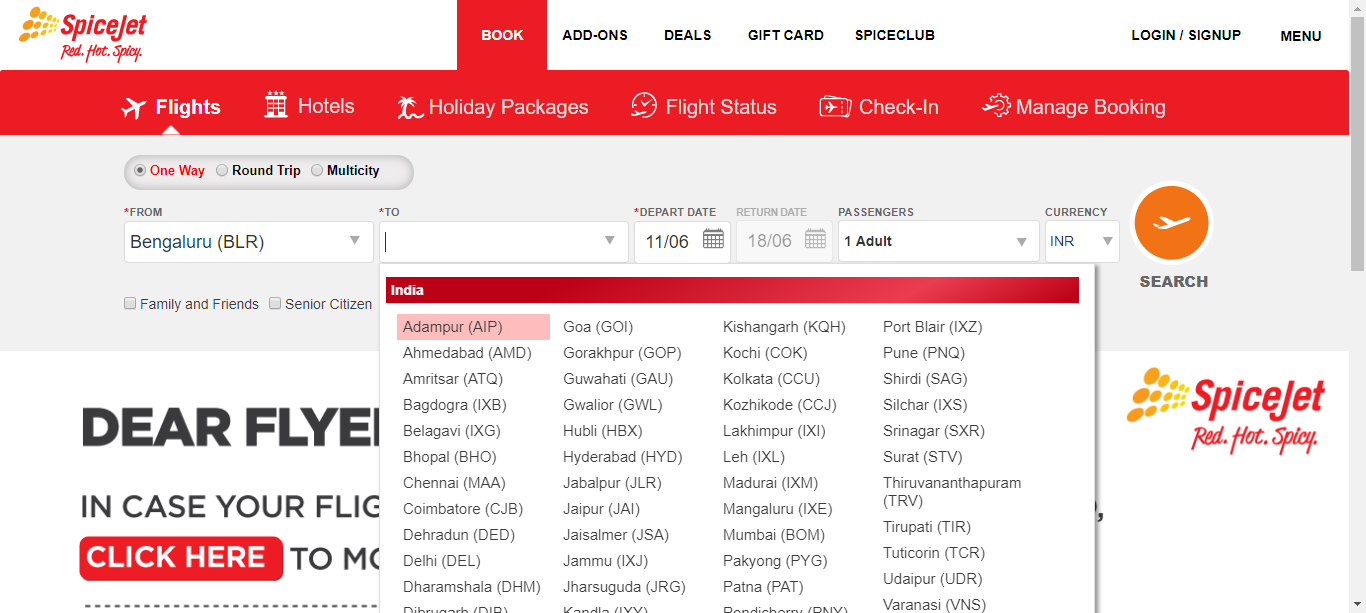 SpiceJet
Red. Hot. Spicy.
BOOK ADD-ONS DEALS GIFT CARD SPICECLUB LOGIN / SIGNUP MENU
Flights Hotels Holiday Packages Flight Status Check-In Manage Booking
One Way Round Trip Multicity
*FROM *TO *DEPART DATE RETURN DATE PASSENGERS CURRENCY
Bengaluru (BLR) 11/06 18/06 1 Adult INR
SEARCH
Family and Friends Senior Citizen
India
Adampur (AIP) Goa (GOI) Kishangarh (KQH) Port Blair (IXZ)
Ahmedabad (AMD) Gorakhpur (GOP) Kochi (COK) Pune (PNQ)
Amritsar (ATQ) Guwahati (GAU) Kolkata (CCU) Shirdi (SAG)
Bagdogra (IXB) Gwalior (GWL) Kozhikode (CCJ) Silchar (IXS)
Belagavi (IXG) Hubli (HBX) Lakhimpur (IXI) Srinagar (SXR)
Bhopal (BHO) Hyderabad (HYD) Leh (IXL) Surat (STV)
Chennai (MAA) Jabalpur (JLR) Madurai (IXM) Thiruvananthapuram
(TRV)
Coimbatore (CJB) Jaipur (JAI) Mangaluru (IXE) Tirupati (TIR)
Dehradun (DED) Jaisalmer (JSA) Mumbai (BOM) Tuticorin (TCR)
Delhi (DEL) Jammu (IXJ) Pakyong (PYG) Udaipur (UDR)
Dharamshala (DHM) Jharsuguda (JRG) Patna (PAT) Varanasi (VNS)
Dibrugarh (DIB) Kandla (IXY) Pondicherry (PNY)
SpiceJet
Red. Hot. Spicy.
DEAR FLYE
IN CASE YOUR FLIG
CLICK HERE TO MO